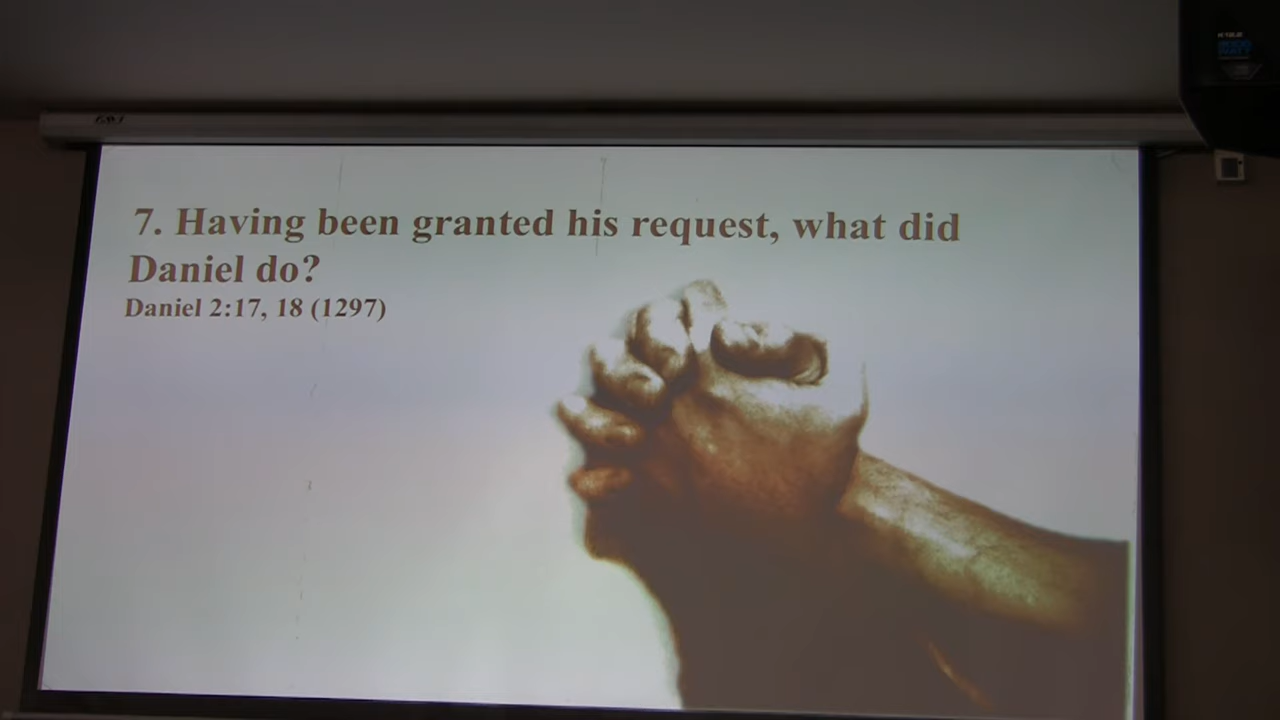 7. Having been granted his request, what did
Daniel do?
Daniel 2:17, 18 (1297)